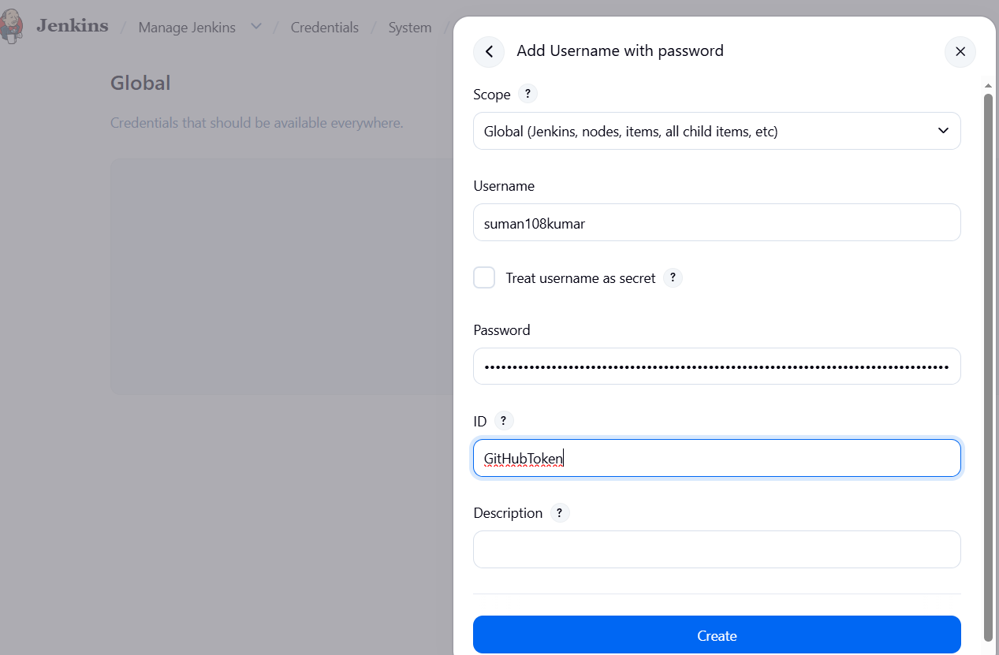 Jenkins / Manage Jenkins / Credentials / System /
Global
Credentials that should be available everywhere.
Add Username with password
Scope ?
Global (Jenkins, nodes, items, all child items, etc)
Username
suman108kumar
Treat username as secret ?
Password
ID ?
GitHubToken
Description ?
Create